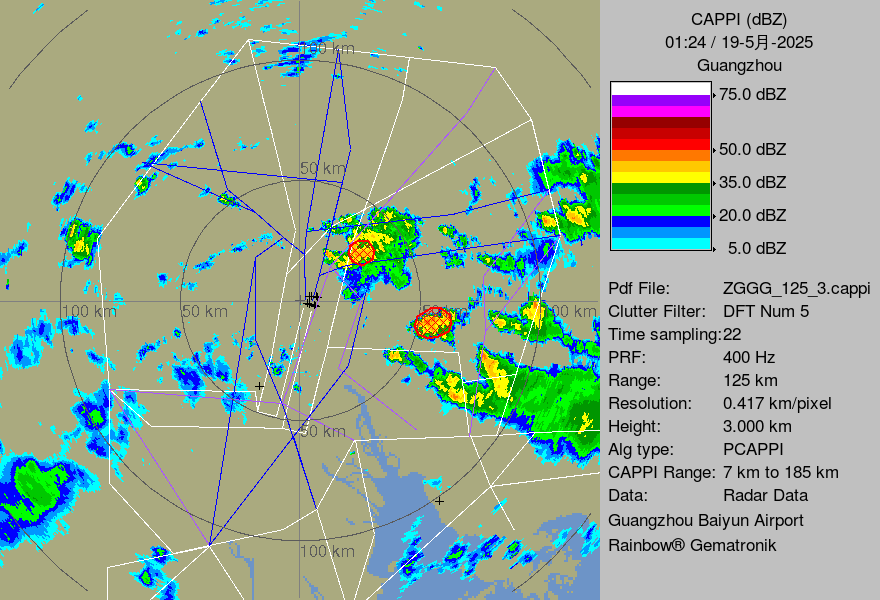 CAPPI (dBZ)
01:24 / 19-5月-2025
Guangzhou
75.0 dBZ
50.0 dBZ
35.0 dBZ
20.0 dBZ
5.0 dBZ
Pdf File: ZGGG_125_3.cappi
Clutter Filter: DFT Num 5
Time sampling:22
PRF: 400 Hz
Range: 125 km
Resolution: 0.417 km/pixel
Height: 3.000 km
Alg type: PCAPPI
CAPPI Range: 7 km to 185 km
Data: Radar Data
Guangzhou Baiyun Airport
Rainbow® Gematronik
100 km
50 km
100 km
50 km
50 km
100 km
50 km
100 km